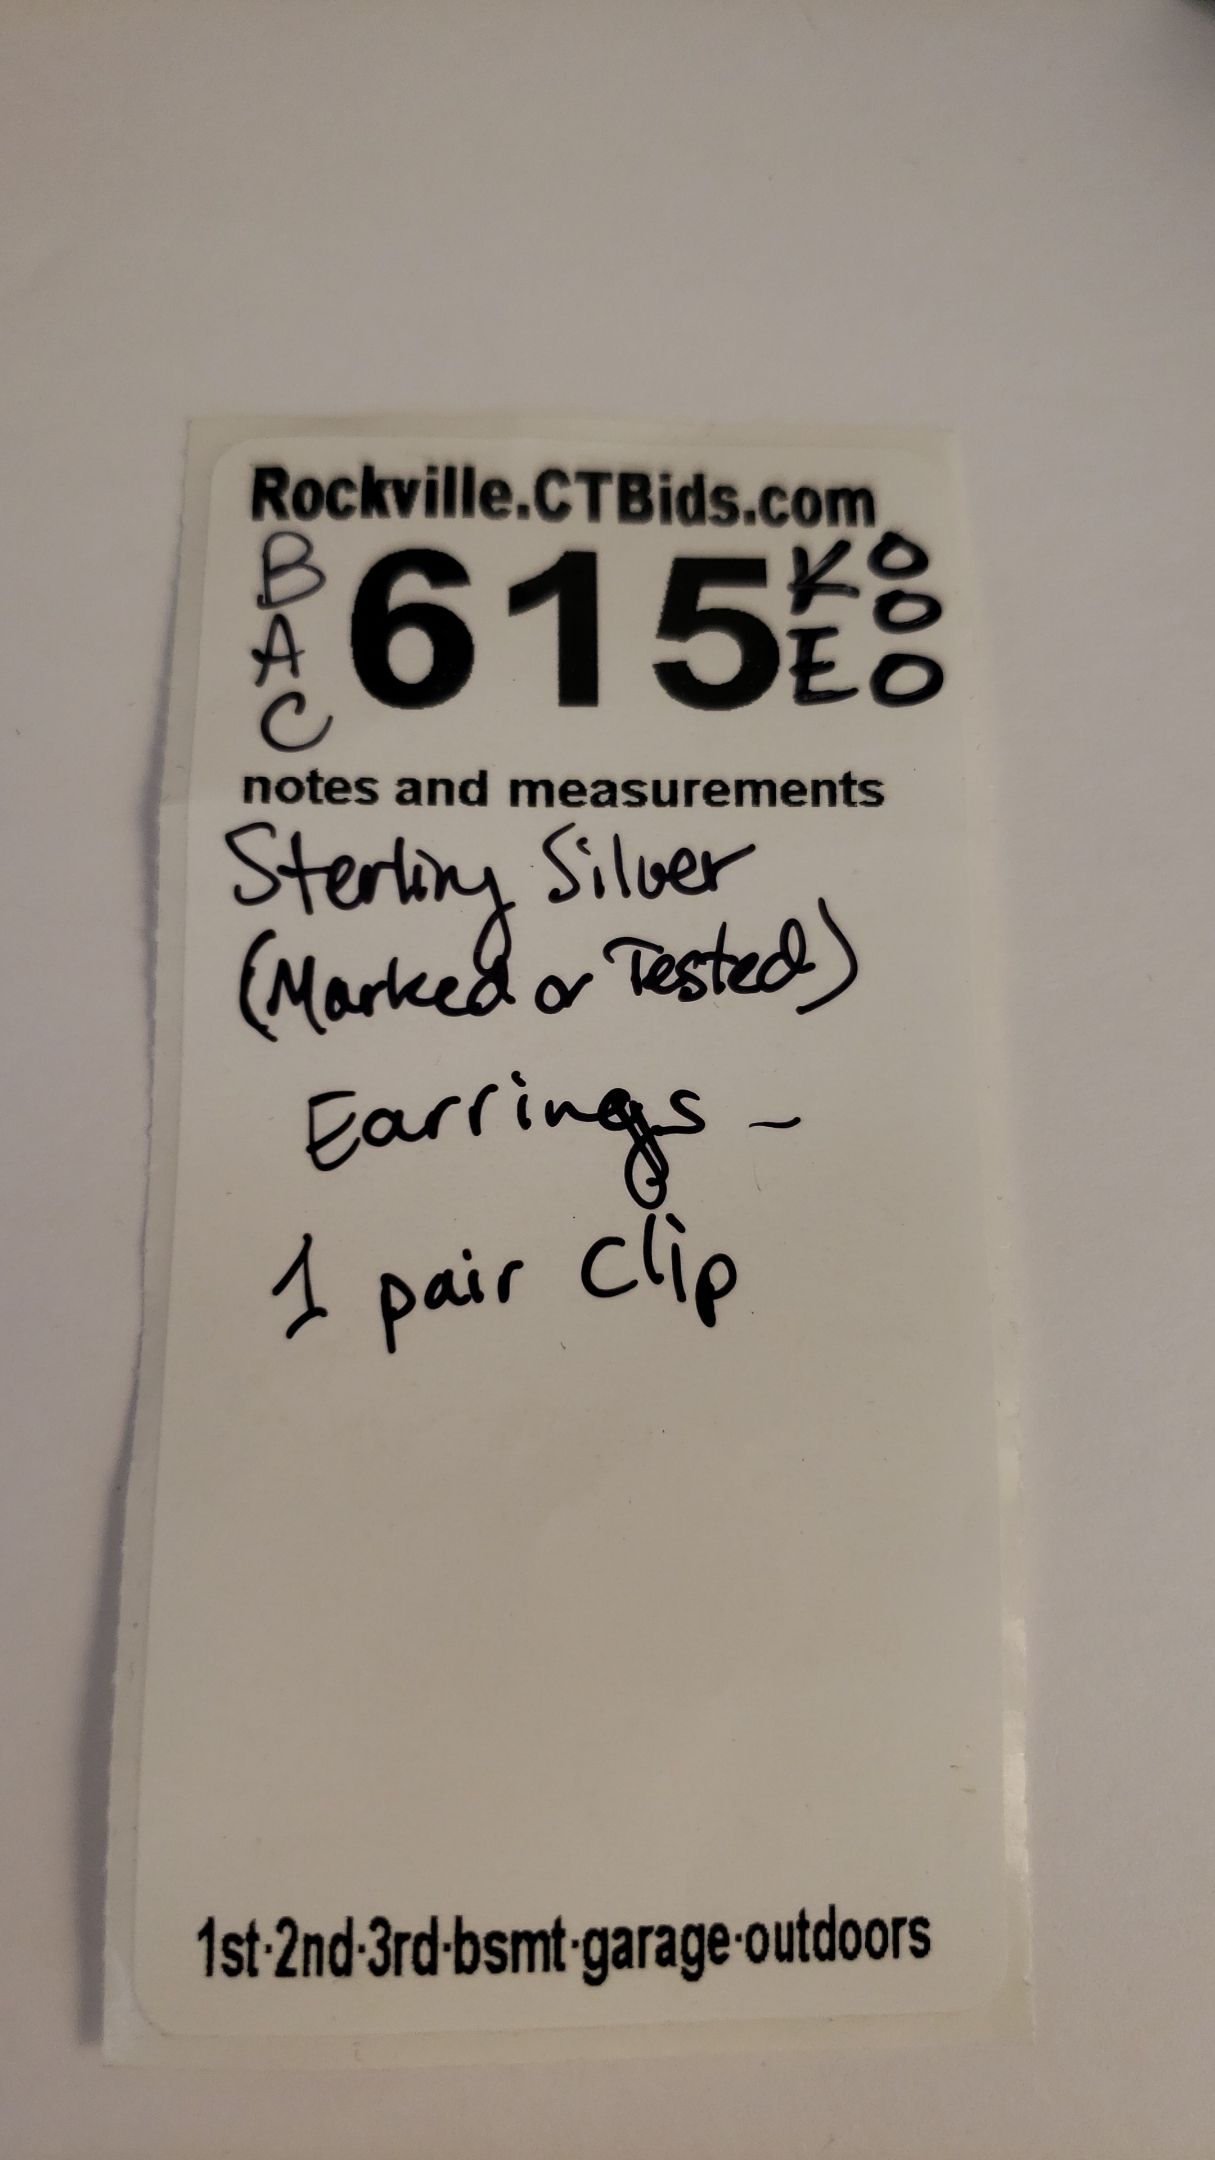 Rockville.CTBids.com
B A C 615 K E O O O
notes and measurements
Sterling Silver
(Marked or Tested)
Earrings –
1 pair clip
1st·2nd·3rd·bsmt·garage·outdoors